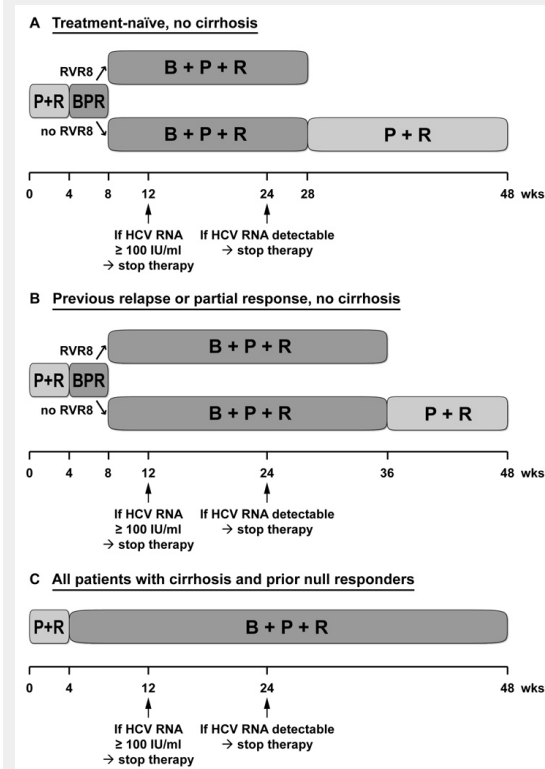 A Treatment-naïve, no cirrhosis
RVR8
B + P + R
P+R
BPR
no RVR8
B + P + R
P + R
0 4 8 12 24 28 48 wks
If HCV RNA
≥ 100 IU/ml
→ stop therapy
If HCV RNA detectable
→ stop therapy
B Previous relapse or partial response, no cirrhosis
RVR8
B + P + R
P+R
BPR
no RVR8
B + P + R
P + R
0 4 8 12 24 36 48 wks
If HCV RNA
≥ 100 IU/ml
→ stop therapy
If HCV RNA detectable
→ stop therapy
C All patients with cirrhosis and prior null responders
P+R
B + P + R
0 4 12 24 48 wks
If HCV RNA
≥ 100 IU/ml
→ stop therapy
If HCV RNA detectable
→ stop therapy